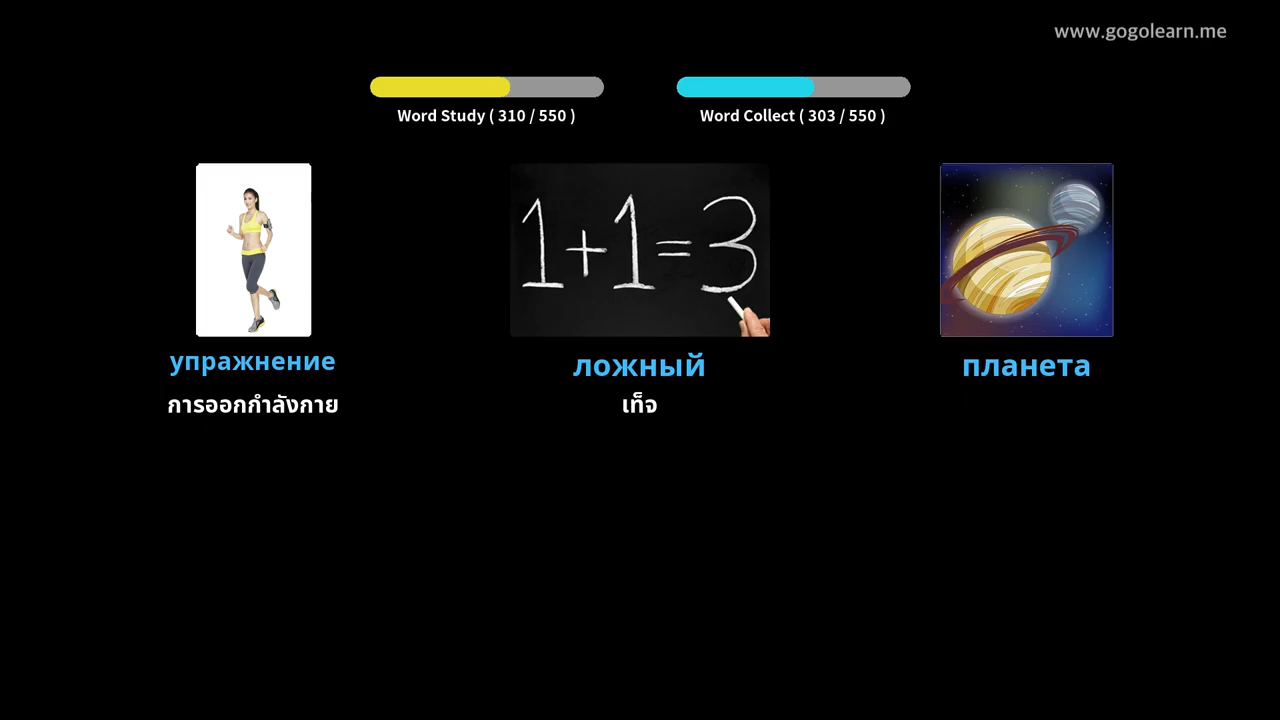 www.gogolearn.me
Word Study ( 310 / 550 )
Word Collect ( 303 / 550 )
1+1=3
упражнение
ложный
планета
การออกกำลังกาย
เท็จ